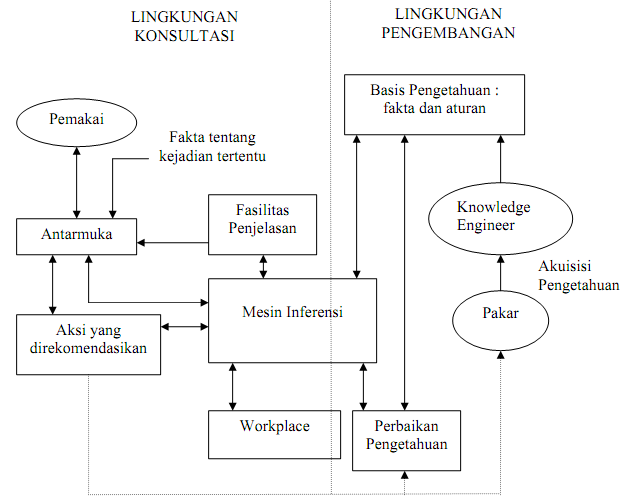 LINGKUNGAN
KONSULTASI
LINGKUNGAN
PENGEMBANGAN
Basis Pengetahuan :
fakta dan aturan
Pemakai
Fakta tentang
kejadian tertentu
Fasilitas
Penjelasan
Knowledge
Engineer
Antarmuka
Akuisisi
Pengetahuan
Mesin Inferensi
Pakar
Aksi yang
direkomendasikan
Workplace
Perbaikan
Pengetahuan